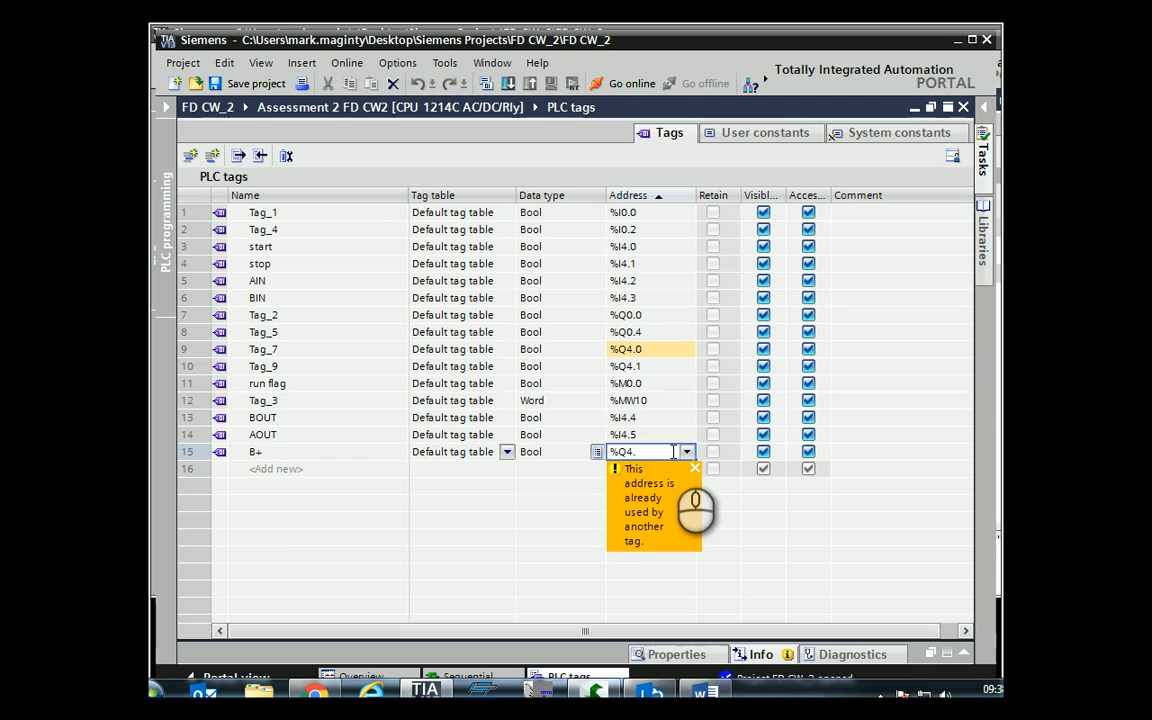 TIA
V13
Siemens - C:\Users\mark.maginty\Desktop\Siemens Projects\FD CW_2\FD CW_2
Project Edit View Insert Online Options Tools Window Help
Save project Go online Go offline
Totally Integrated Automation
PORTAL
FD CW_2 Assessment 2 FD CW2 [CPU 1214C AC/DC/Rly] PLC tags
Tags User constants System constants
PLC tags
Name Tag table Data type Address Retain Visibl... Acces... Comment
1 Tag_1 Default tag table Bool %I0.0
2 Tag_4 Default tag table Bool %I0.2
3 start Default tag table Bool %I4.0
4 stop Default tag table Bool %I4.1
5 AIN Default tag table Bool %I4.2
6 BIN Default tag table Bool %I4.3
7 Tag_2 Default tag table Bool %Q0.0
8 Tag_5 Default tag table Bool %Q0.4
9 Tag_7 Default tag table Bool %Q4.0
10 Tag_9 Default tag table Bool %Q4.1
11 run flag Default tag table Bool %M0.0
12 Tag_3 Default tag table Word %MW10
13 BOUT Default tag table Bool %I4.4
14 AOUT Default tag table Bool %I4.5
15 B+ Default tag table Bool %Q4.
16 <Add new>
This
address is
already
used by
another
tag.
PLC programming
Tasks
Libraries
Properties Info Diagnostics
Portal view Overview Sequential PLC tags Project FD CW_2 opened
TIA